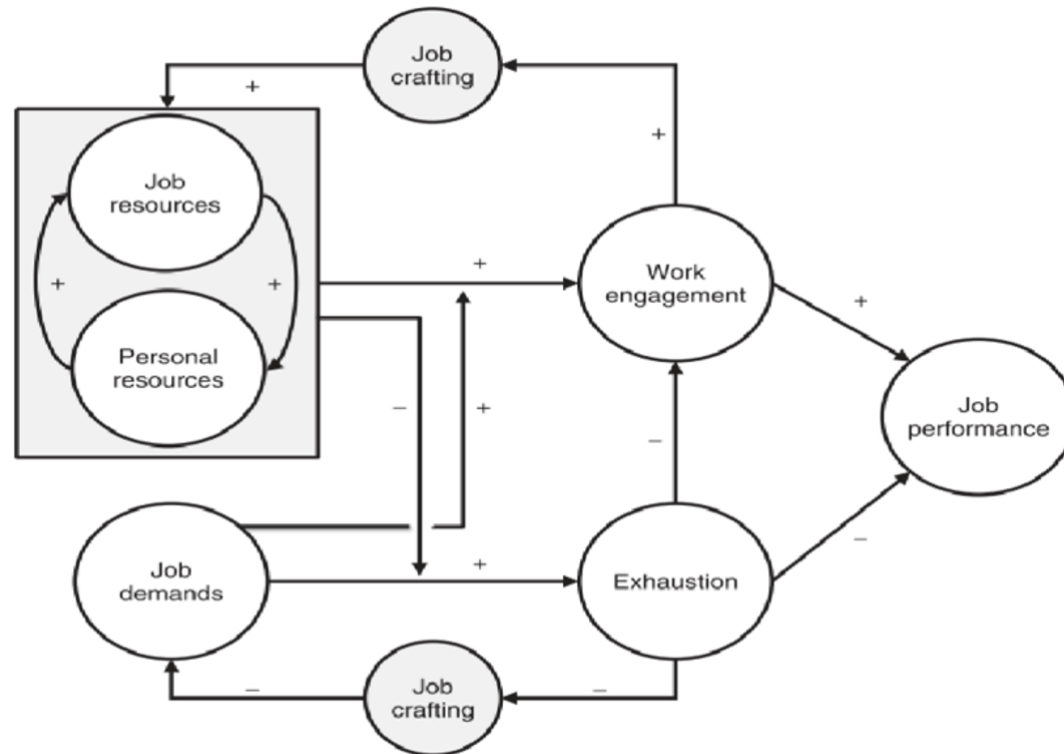 Job
crafting
+
+
Job
resources
+
+
+
Work
engagement
+
Personal
resources
–
+
Job
performance
–
–
Job
demands
+
Exhaustion
–
–
Job
crafting